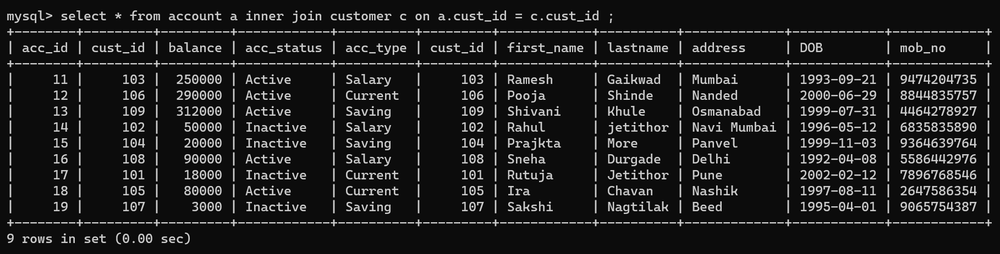 mysql> select * from account a inner join customer c on a.cust_id = c.cust_id ;
+--------+---------+---------+------------+----------+---------+------------+----------+-------------+------------+------------+
| acc_id | cust_id | balance | acc_status | acc_type | cust_id | first_name | lastname | address     | DOB        | mob_no     |
+--------+---------+---------+------------+----------+---------+------------+----------+-------------+------------+------------+
|     11 |     103 |  250000 | Active     | Salary   |     103 | Ramesh     | Gaikwad  | Mumbai      | 1993-09-21 | 9474204735 |
|     12 |     106 |  290000 | Active     | Current  |     106 | Pooja      | Shinde   | Nanded      | 2000-06-29 | 8844835757 |
|     13 |     109 |  312000 | Active     | Saving   |     109 | Shivani    | Khule    | Osmanabad   | 1999-07-31 | 4464278927 |
|     14 |     102 |   50000 | Inactive   | Salary   |     102 | Rahul      | jetithor | Navi Mumbai | 1996-05-12 | 6835835890 |
|     15 |     104 |   20000 | Inactive   | Saving   |     104 | Prajkta    | More     | Panvel      | 1999-11-03 | 9364639764 |
|     16 |     108 |   90000 | Active     | Salary   |     108 | Sneha      | Durgade  | Delhi       | 1992-04-08 | 5586442976 |
|     17 |     101 |   18000 | Inactive   | Current  |     101 | Rutuja     | Jetithor | Pune        | 2002-02-12 | 7896768546 |
|     18 |     105 |   80000 | Active     | Current  |     105 | Ira        | Chavan   | Nashik      | 1997-08-11 | 2647586354 |
|     19 |     107 |    3000 | Inactive   | Saving   |     107 | Sakshi     | Nagtilak | Beed        | 1995-04-01 | 9065754387 |
+--------+---------+---------+------------+----------+---------+------------+----------+-------------+------------+------------+
9 rows in set (0.00 sec)